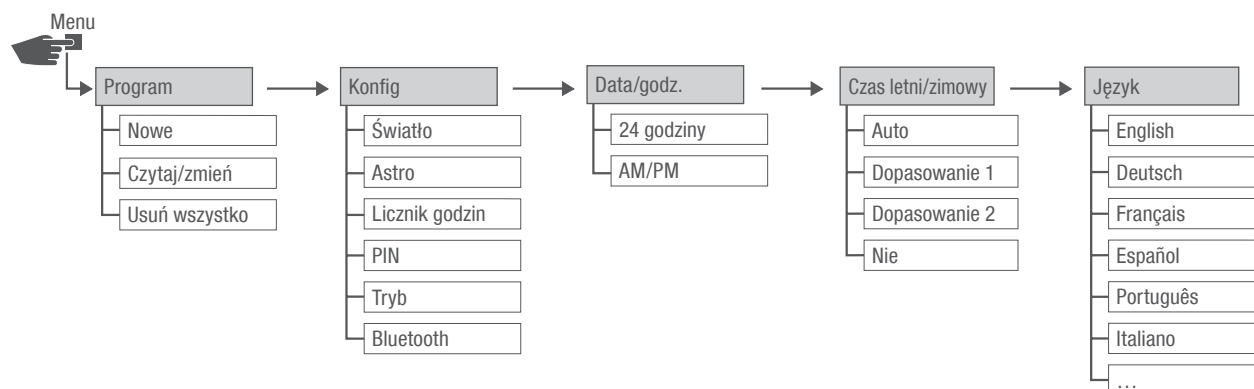 Menu
Program
Nowe
Czytaj/zmień
Usuń wszystko
Konfig
Światło
Astro
Licznik godzin
PIN
Tryb
Bluetooth
Data/godz.
24 godziny
AM/PM
Czas letni/zimowy
Auto
Dopasowanie 1
Dopasowanie 2
Nie
Język
English
Deutsch
Français
Español
Português
Italiano
…